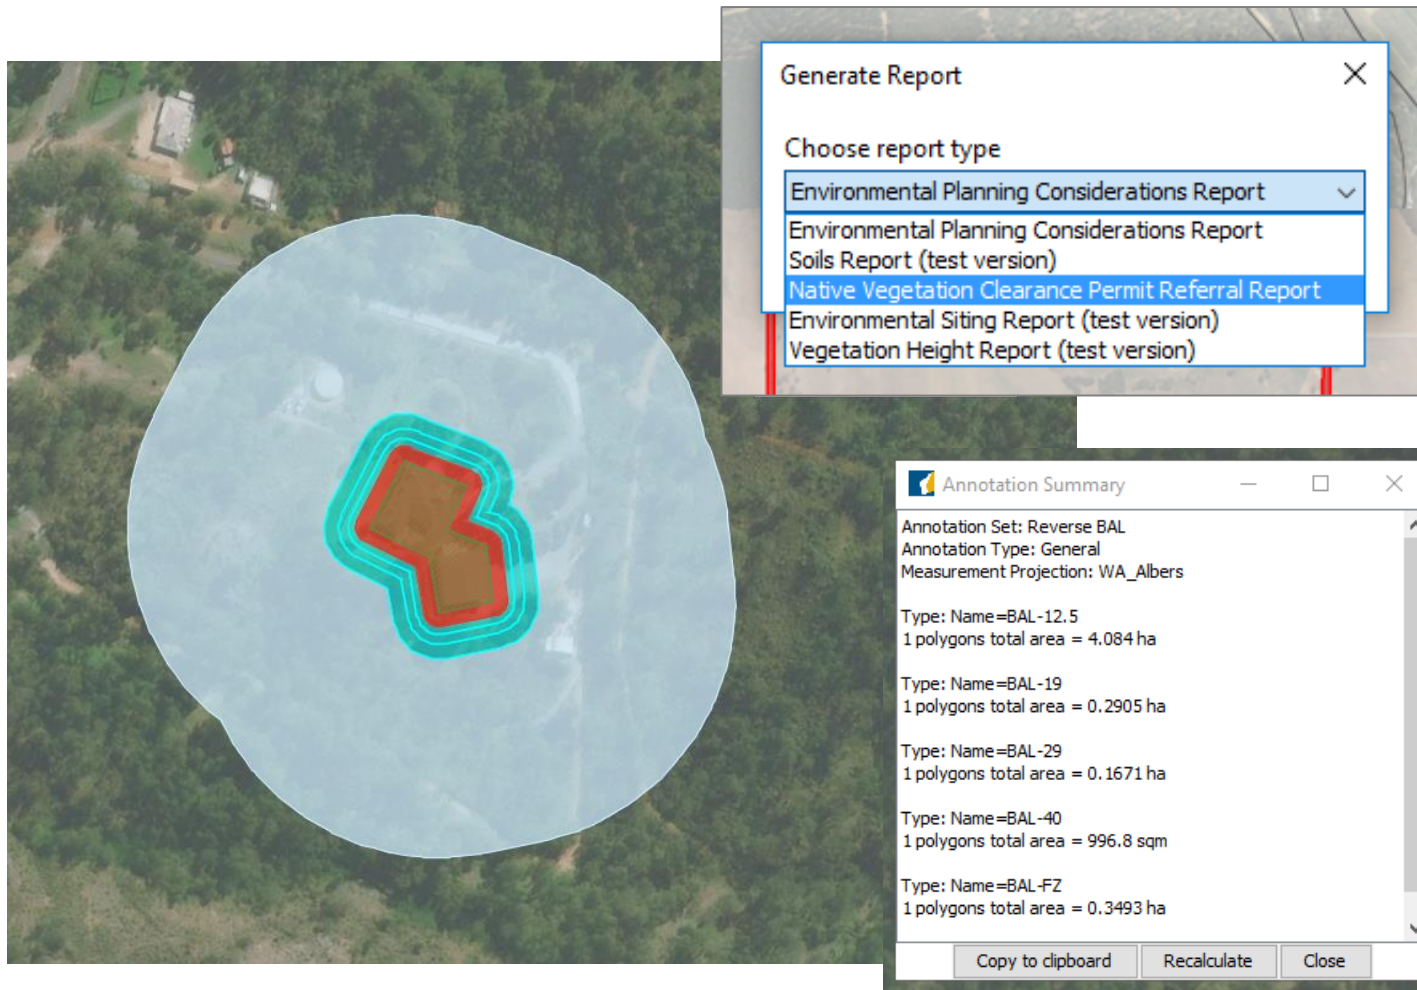 Generate Report
Choose report type
Environmental Planning Considerations Report
Environmental Planning Considerations Report
Soils Report (test version)
Native Vegetation Clearance Permit Referral Report
Environmental Siting Report (test version)
Vegetation Height Report (test version)
Annotation Summary
Annotation Set: Reverse BAL
Annotation Type: General
Measurement Projection: WA_Albers
Type: Name=BAL-12.5
1 polygons total area = 4.084 ha
Type: Name=BAL-19
1 polygons total area = 0.2905 ha
Type: Name=BAL-29
1 polygons total area = 0.1671 ha
Type: Name=BAL-40
1 polygons total area = 996.8 sqm
Type: Name=BAL-FZ
1 polygons total area = 0.3493 ha
Copy to clipboard Recalculate Close